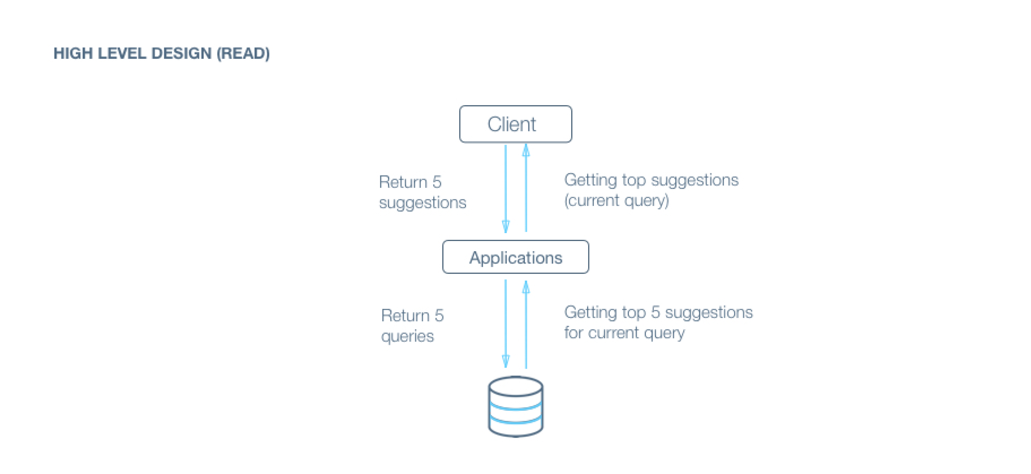 HIGH LEVEL DESIGN (READ)
Client
Return 5
suggestions
Getting top suggestions
(current query)
Applications
Return 5
queries
Getting top 5 suggestions
for current query